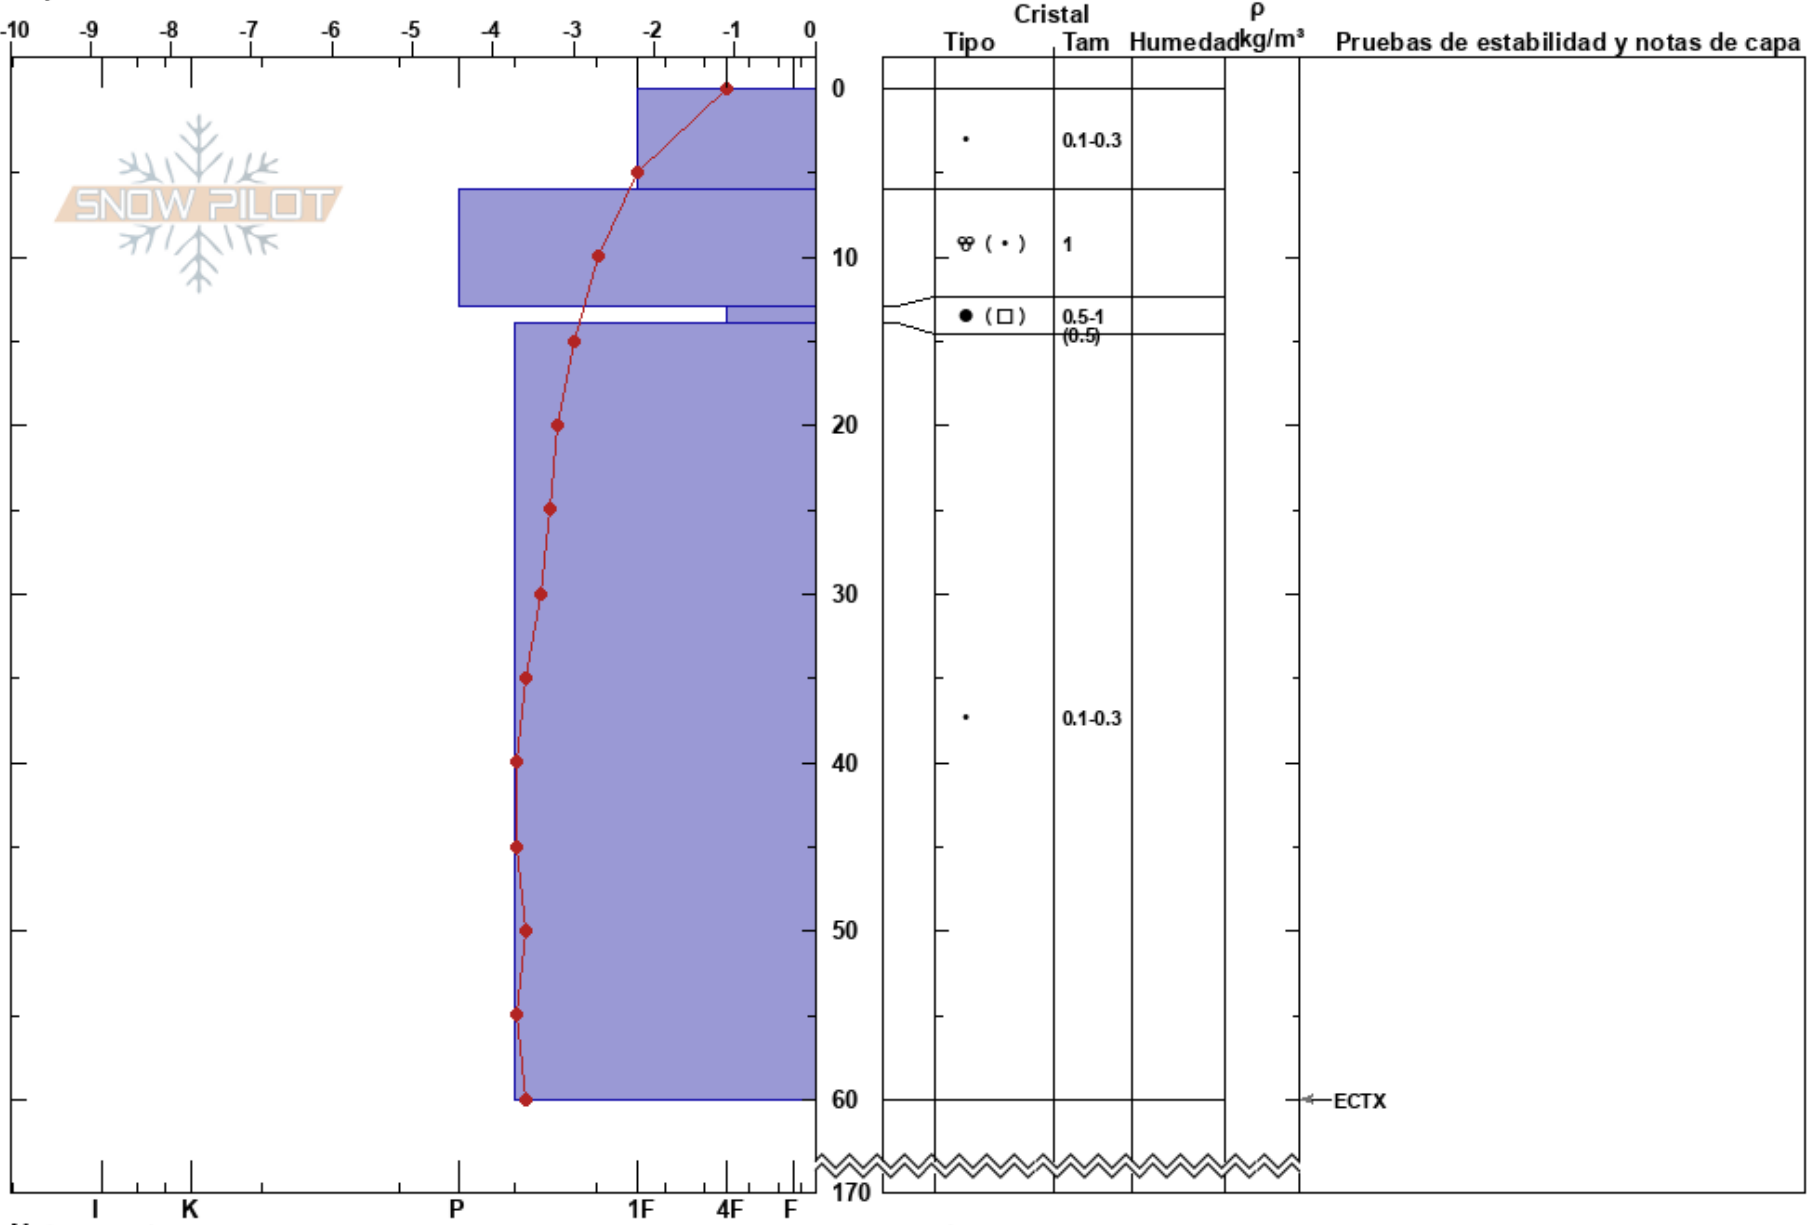 Cristal ρ
-10 -9 -8 -7 -6 -5 -4 -3 -2 -1 0 Tipo Tam Humedad kg/m³ Pruebas de estabilidad y notas de capa
0
0.1-0.3
SNOW PILOT
( ) 1
10
( ) 0.5-1
(0.5)
20
30
0.1-0.3
40
50
60 ECTX
170
I K P 1F 4F F